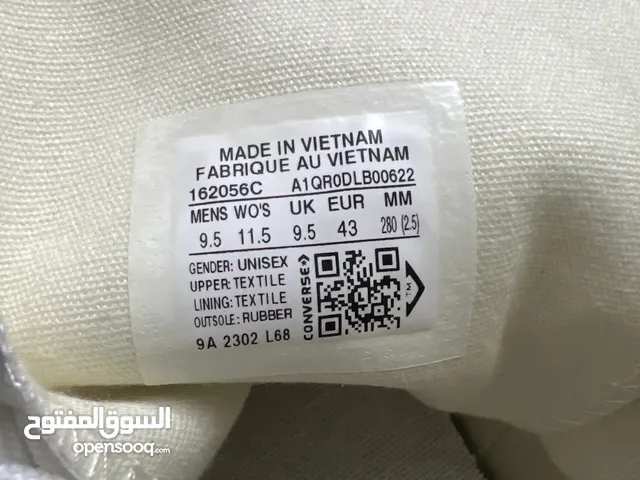 MADE IN VIETNAM
FABRIQUE AU VIETNAM
162056C A1QR0DLB00622
MENS WO'S UK EUR MM
9.5 11.5 9.5 43 280 (2.5)
GENDER: UNISEX
UPPER: TEXTILE
LINING: TEXTILE
OUTSOLE: RUBBER
9A 2302 L68
CONVERSE
TM
السوق المفتوح
opensooq.com